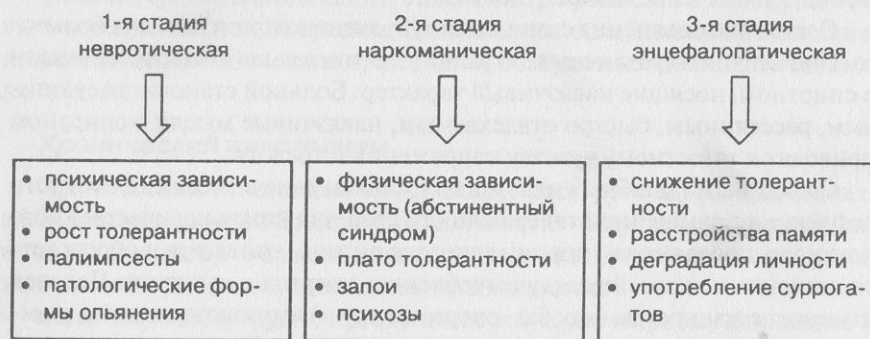 1-я стадия
невротическая
2-я стадия
наркоманическая
3-я стадия
энцефалопатическая
• психическая зависи-
мость
• рост толерантности
• палимпсесты
• патологические фор-
мы опьянения
• физическая зависи-
мость (абстинентный
синдром)
• плато толерантности
• запои
• психозы
• снижение толерант-
ности
• расстройства памяти
• деградация личности
• употребление суррога-
тов